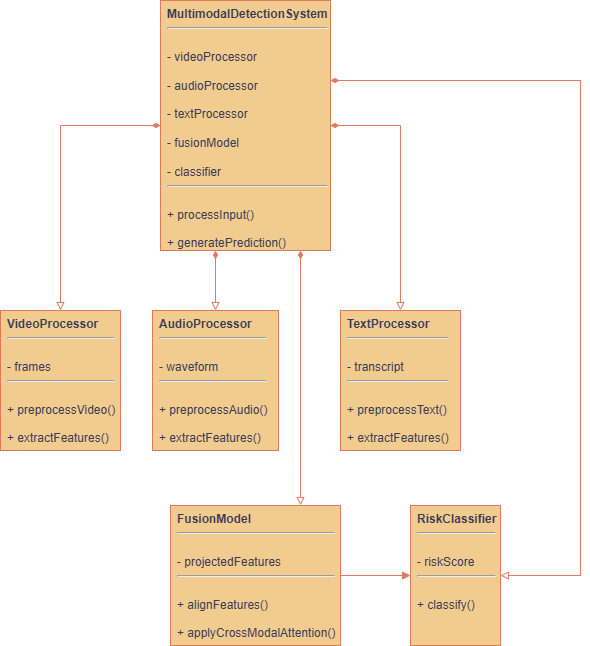 MultimodalDetectionSystem
- videoProcessor
- audioProcessor
- textProcessor
- fusionModel
- classifier
+ processInput()
+ generatePrediction()
VideoProcessor
- frames
+ preprocessVideo()
+ extractFeatures()
AudioProcessor
- waveform
+ preprocessAudio()
+ extractFeatures()
TextProcessor
- transcript
+ preprocessText()
+ extractFeatures()
FusionModel
- projectedFeatures
+ alignFeatures()
+ applyCrossModalAttention()
RiskClassifier
- riskScore
+ classify()